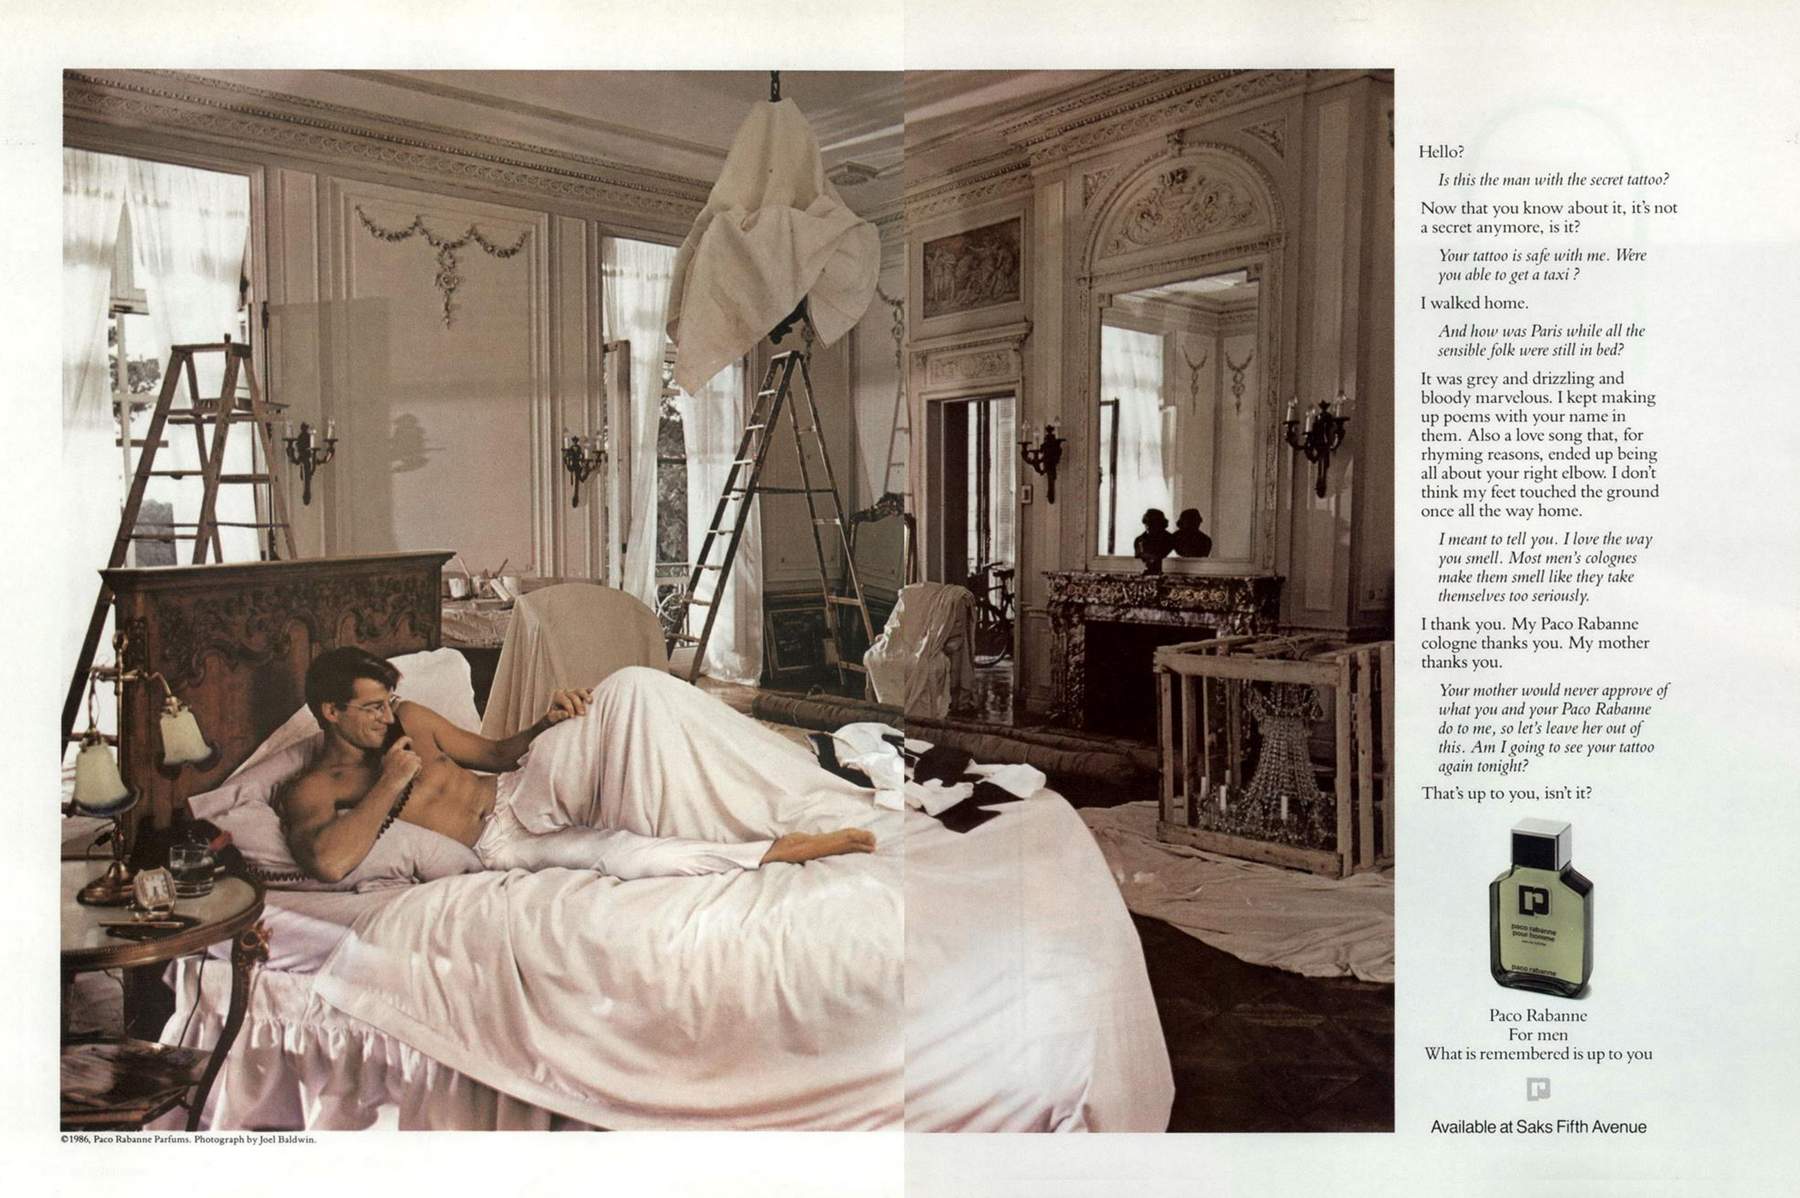 Hello?
Is this the man with the secret tattoo?
Now that you know about it, it's not
a secret anymore, is it?
Your tattoo is safe with me. Were
you able to get a taxi?
I walked home.
And how was Paris while all the
sensible folk were still in bed?
It was grey and drizzling and
bloody marvelous. I kept making
up poems with your name in
them. Also a love song that, for
rhyming reasons, ended up being
all about your right elbow. I don't
think my feet touched the ground
once all the way home.
I meant to tell you. I love the way
you smell. Most men's colognes
make them smell like they take
themselves too seriously.
I thank you. My Paco Rabanne
cologne thanks you. My mother
thanks you.
Your mother would never approve of
what you and your Paco Rabanne
do to me, so let's leave her out of
this. Am I going to see your tattoo
again tonight?
That's up to you, isn't it?
paco rabanne
pour homme
paco rabanne
Paco Rabanne
For men
What is remembered is up to you
Available at Saks Fifth Avenue
©1986, Paco Rabanne Parfums. Photograph by Joel Baldwin.